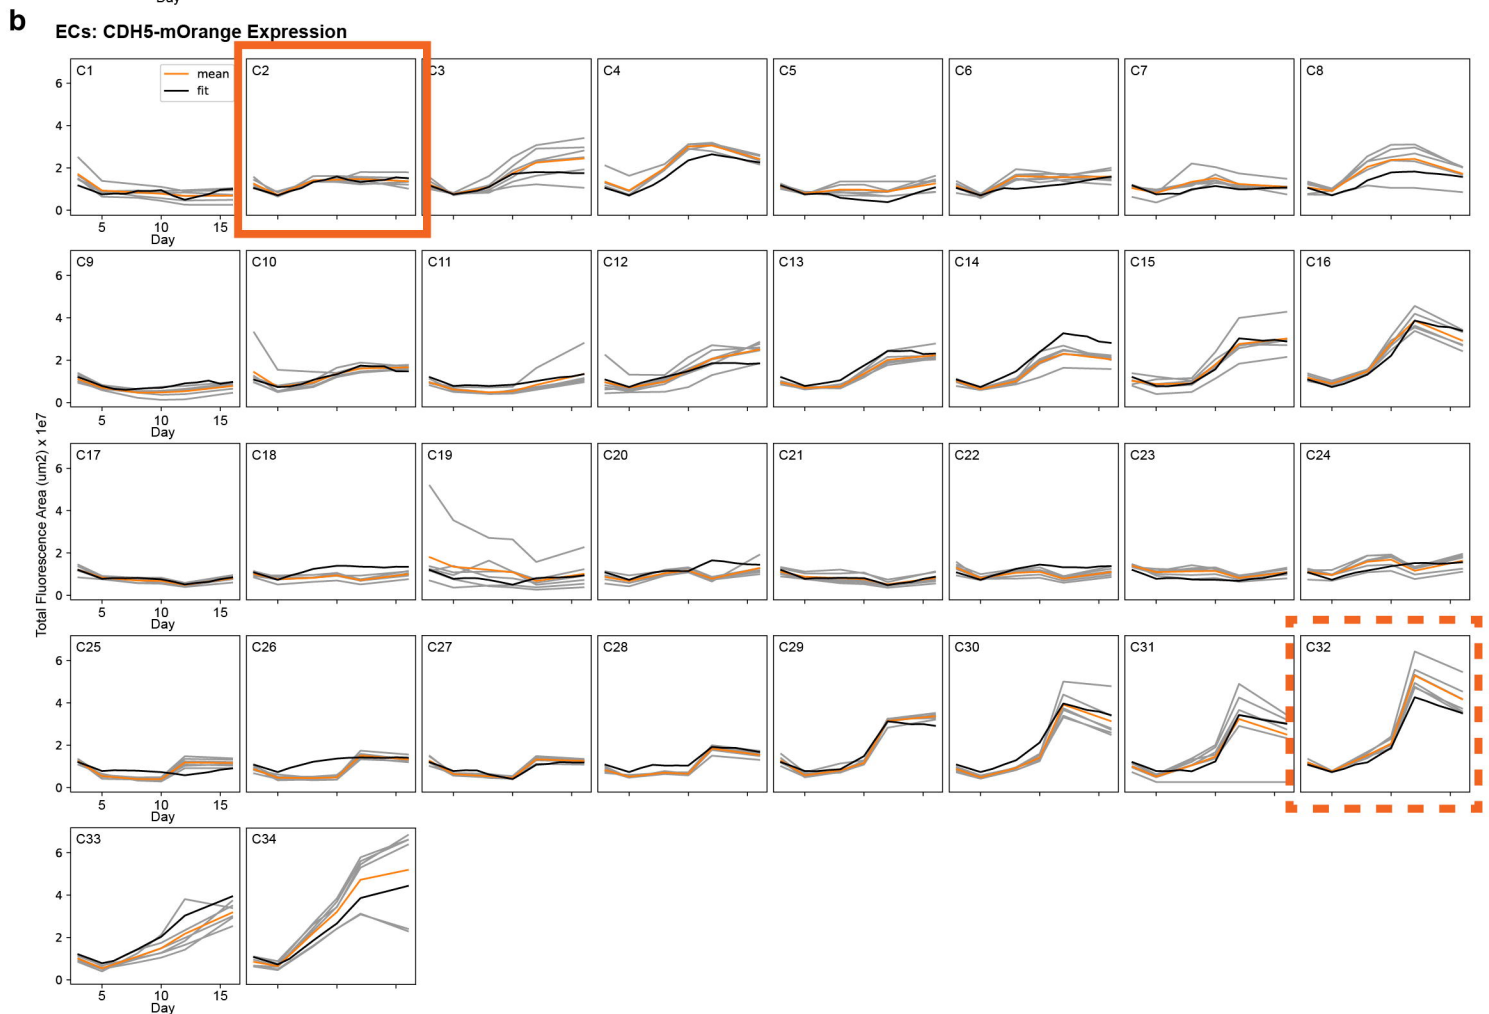 Day
b
ECs: CDH5-mOrange Expression
C1
mean
fit
C2
C3
C4
C5
C6
C7
C8
6
4
2
0
5
15
Day
C9
C10
C11
C12
C13
C14
C15
C16
6
4
2
0
5
10
15
Day
Total Fluorescence Area (um2) x 1e7
C17
C18
C19
C20
C21
C22
C23
C24
6
4
2
0
5
10
15
Day
C25
C26
C27
C28
C29
C30
C31
C32
6
4
2
0
5
10
15
Day
C33
C34
6
4
2
0
5
10
15
Day